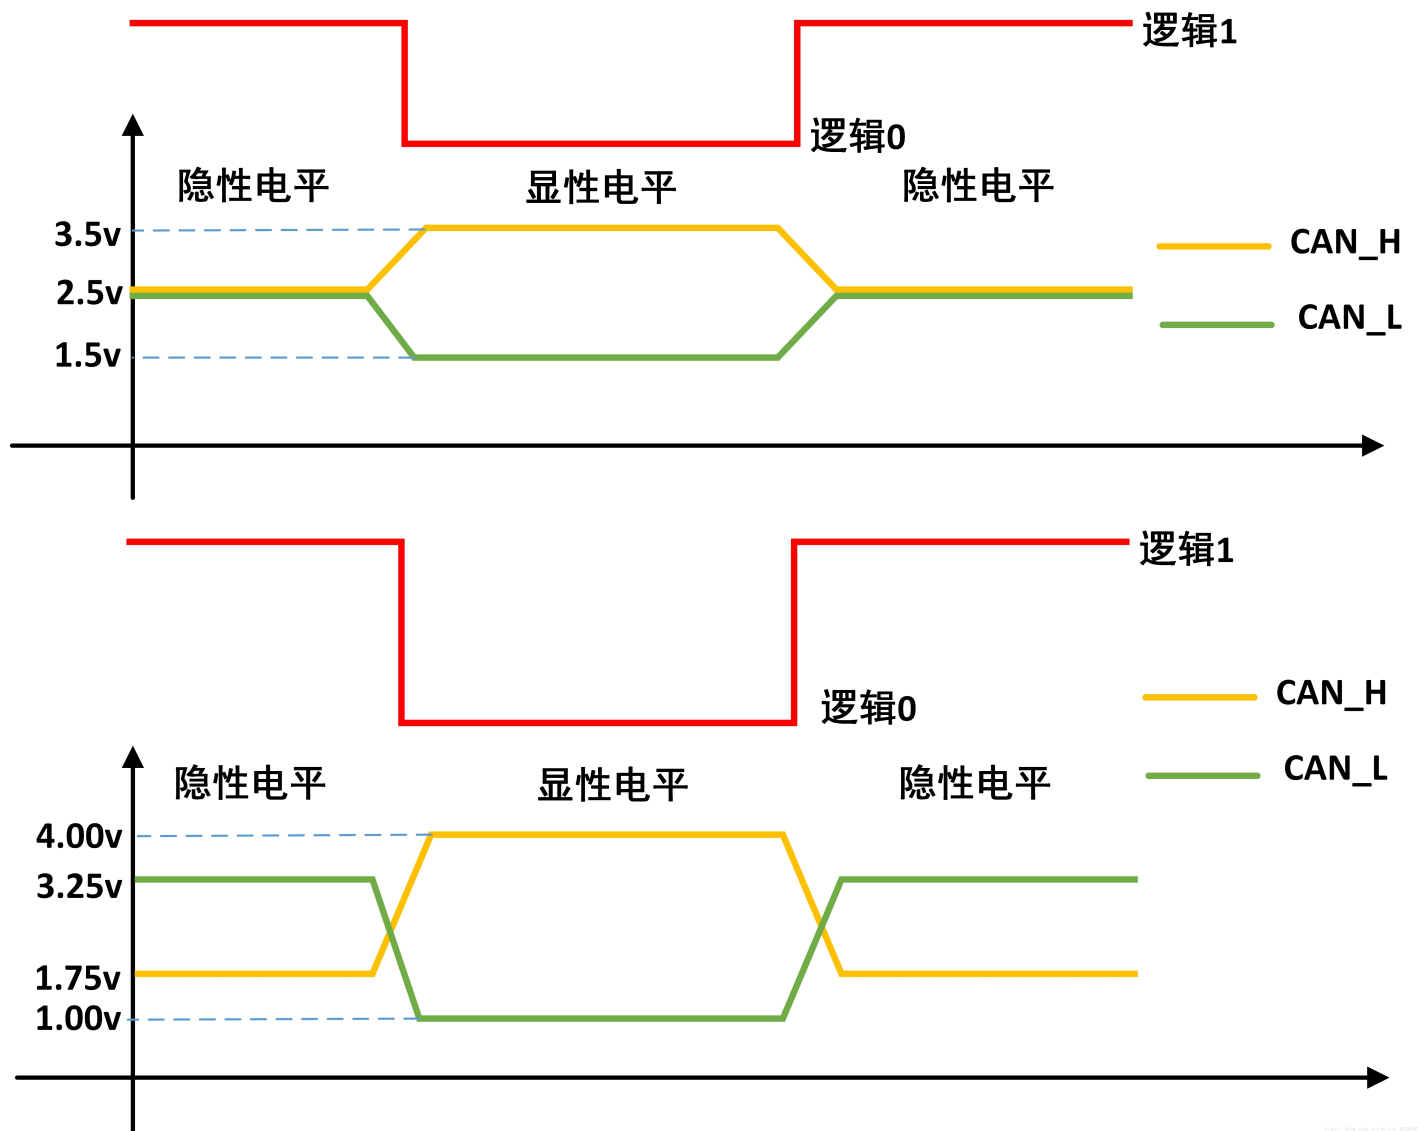 逻辑1
逻辑0
隐性电平
显性电平
隐性电平
3.5v
CAN_H
2.5v
CAN_L
1.5v
逻辑1
逻辑0
CAN_H
隐性电平
显性电平
隐性电平
CAN_L
4.00v
3.25v
1.75v
1.00v